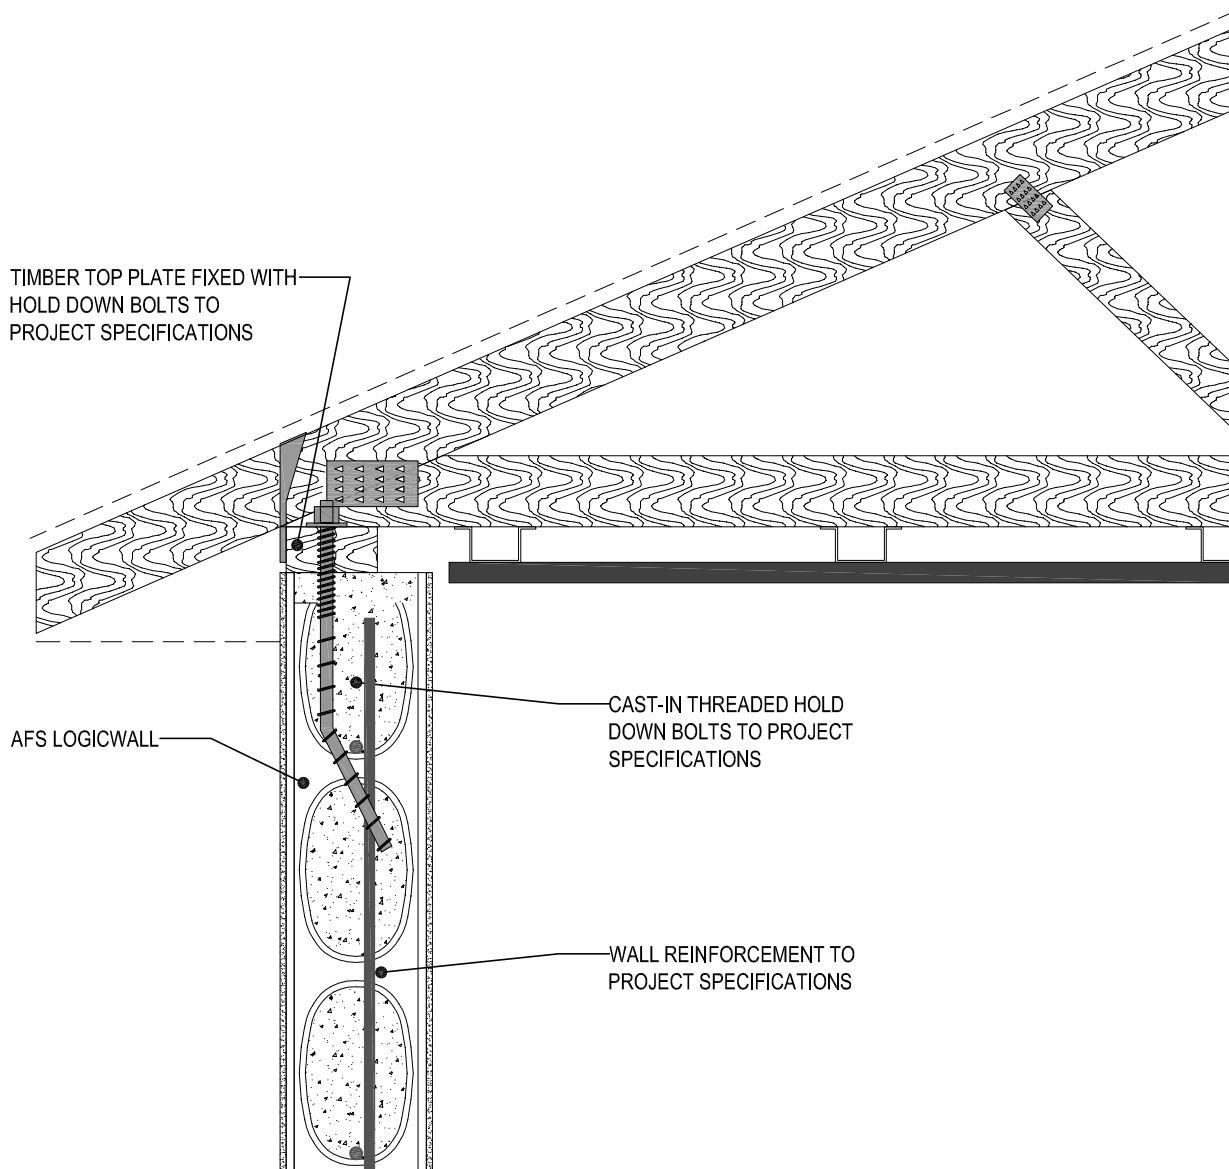 TIMBER TOP PLATE FIXED WITH
HOLD DOWN BOLTS TO
PROJECT SPECIFICATIONS
CAST-IN THREADED HOLD
DOWN BOLTS TO PROJECT
SPECIFICATIONS
AFS LOGICWALL
WALL REINFORCEMENT TO
PROJECT SPECIFICATIONS